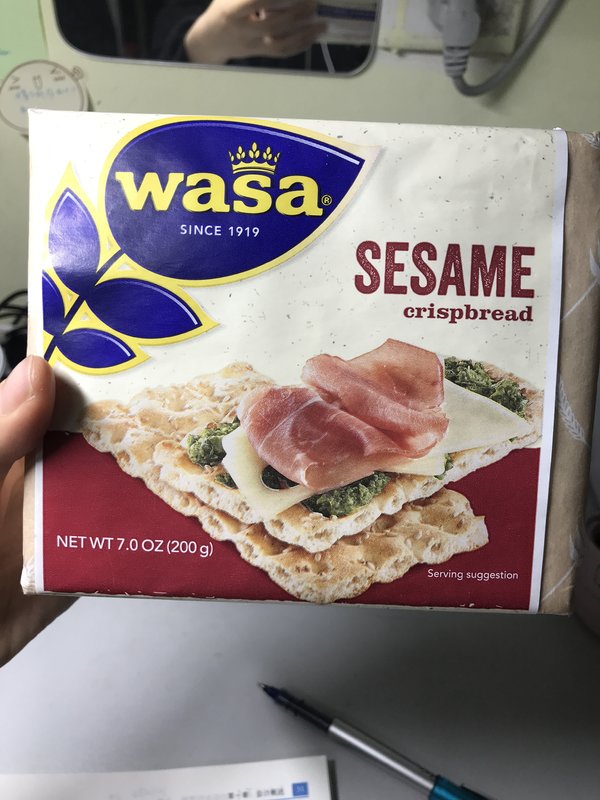 wasa®
SINCE 1919
SESAME
crispbread
NET WT 7.0 OZ (200 g)
Serving suggestion